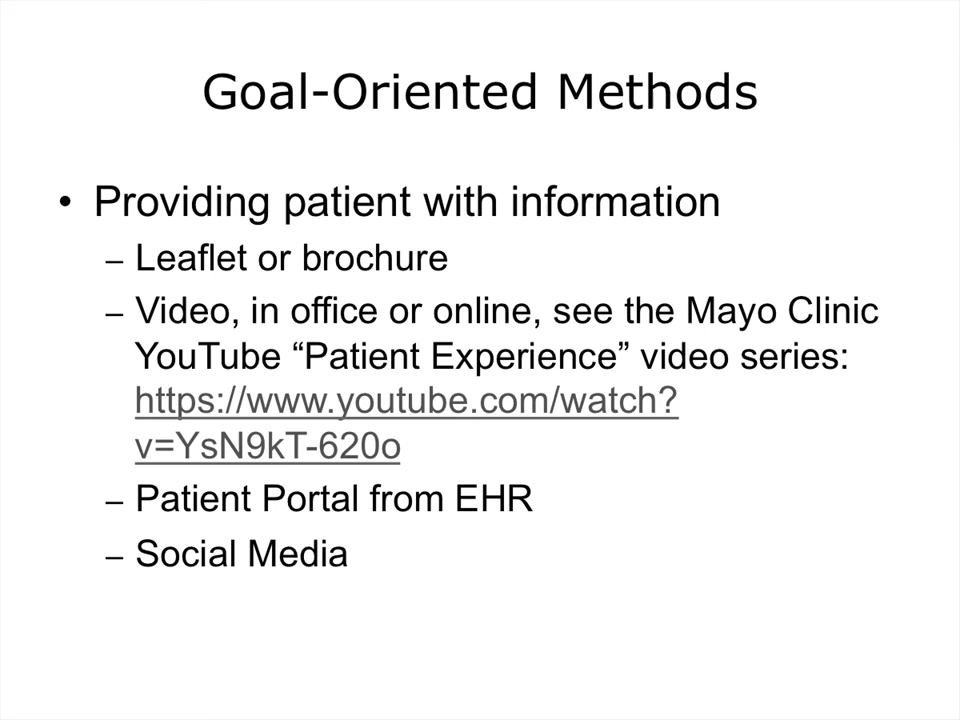 Goal-Oriented Methods
• Providing patient with information
– Leaflet or brochure
– Video, in office or online, see the Mayo Clinic
YouTube “Patient Experience” video series:
https://www.youtube.com/watch?
v=YsN9kT-620o
– Patient Portal from EHR
– Social Media